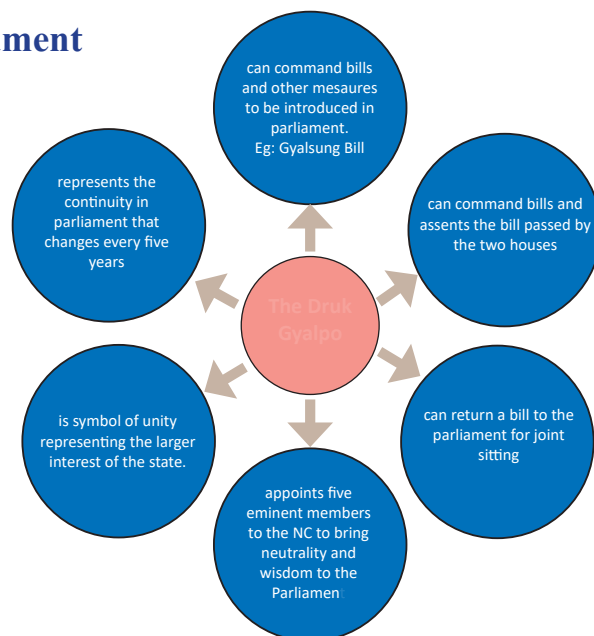 ament
can command bills
and other mesaures
to be introduced in
parliament.
Eg: Gyalsung Bill
represents the
continuity in
parliament that
changes every five
years
can command bills and
assents the bill passed by
the two houses
The Druk
Gyalpo
is symbol of unity
representing the larger
interest of the state.
can return a bill to the
parliament for joint
sitting
appoints five
eminent members
to the NC to bring
neutrality and
wisdom to the
Parliament